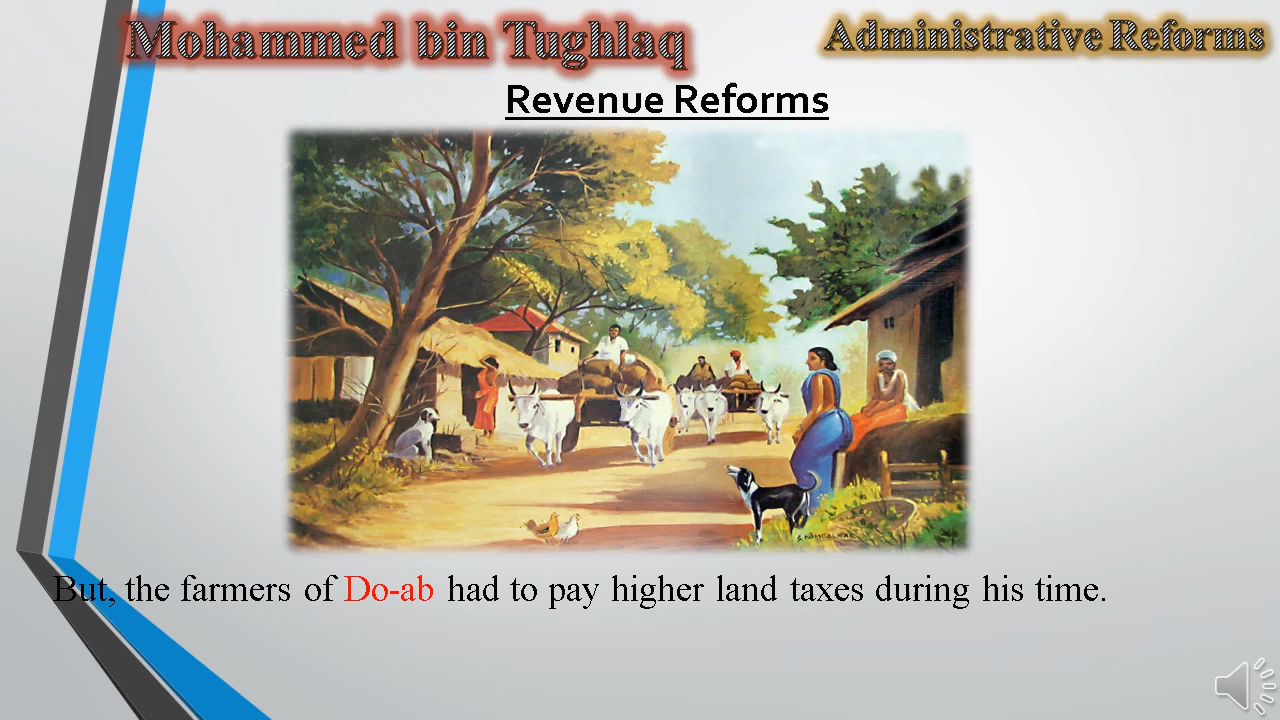 Mohammed bin Tughlaq
Administrative Reforms
Revenue Reforms
But, the farmers of Do-ab had to pay higher land taxes during his time.